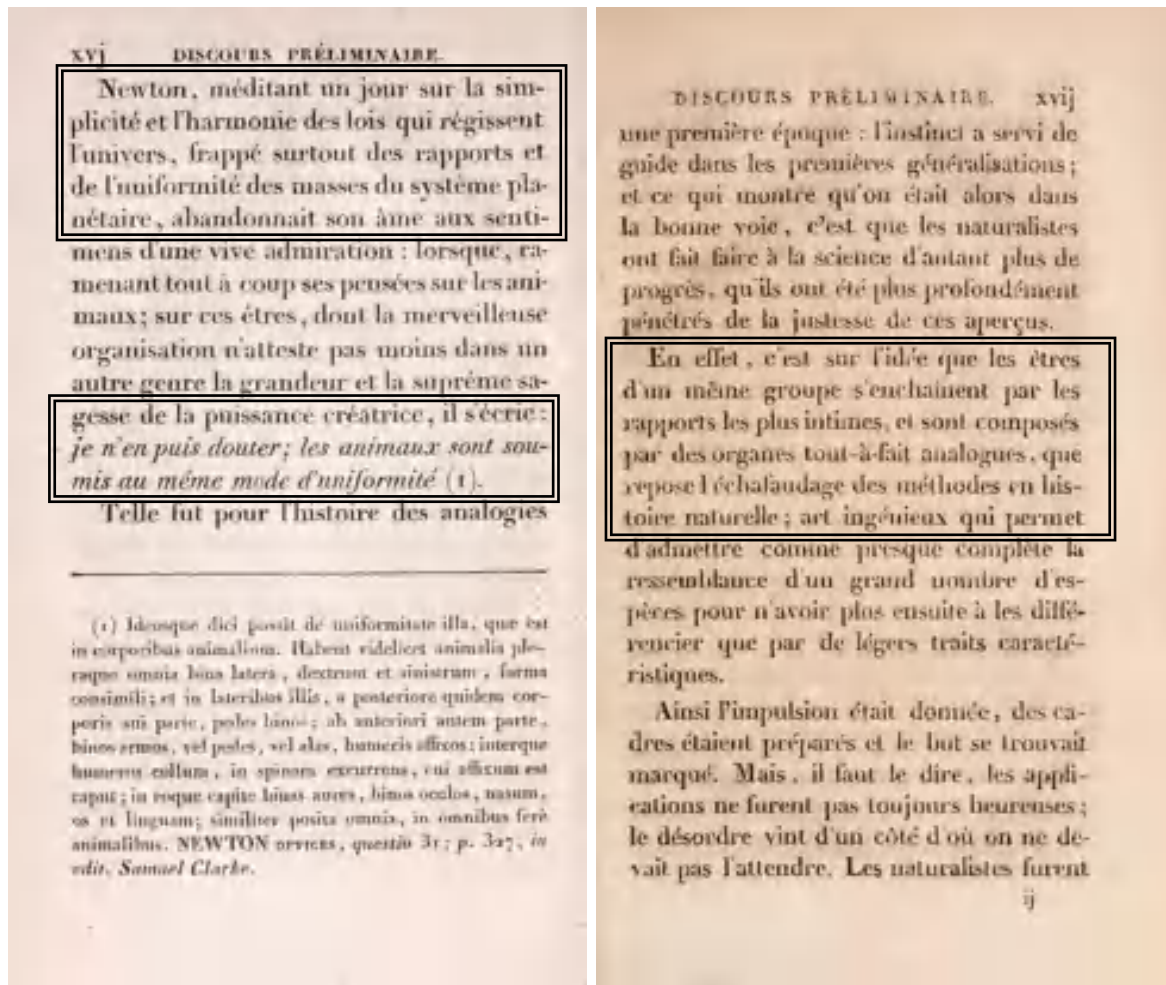 xvj DISCOURS PRÉLIMINAIRE.
Newton, méditant un jour sur la sim-
plicité et l'harmonie des lois qui régissent
l'univers, frappé surtout des rapports et
de l'uniformité des masses du système pla-
nétaire, abandonnait son âme aux senti-
mens d'une vive admiration : lorsque, ra-
menant tout à coup ses pensées sur les ani-
maux; sur ces êtres, dont la merveilleuse
organisation n'atteste pas moins dans un
autre genre la grandeur et la suprême sa-
gesse de la puissance créatrice, il s'écrie :
je n'en puis douter; les animaux sont sou-
mis au même mode d'uniformité (1).
Telle fut pour l'histoire des analogies
(1) Idemque dici possit de uniformitate illa, quæ est
in corporibus animalium. Habent videlicet animalia ple-
raque omnia bina latera, dextrum et sinistrum, forma
consimili; et in lateribus illis, a posteriore quidem cor-
poris sui parte, pedes binos; ab anteriori autem parte,
binos armos, vel pedes, vel alas, humeris affixos; interque
humeros collum, in spinam excurrens, cui affixum est
caput; in eoque capite binas aures, binos oculos, nasum,
os et linguam; similiter posita omnia, in omnibus ferè
animalibus. NEWTON OPTICES, quæstio 31; p. 327, in
edit. Samuel Clarke.
DISCOURS PRÉLIMINAIRE. xvij
une première époque : l'instinct a servi de
guide dans les premières généralisations;
et ce qui montre qu'on était alors dans
la bonne voie, c'est que les naturalistes
ont fait faire à la science d'autant plus de
progrès, qu'ils ont été plus profondément
pénétrés de la justesse de ces aperçus.
En effet, c'est sur l'idée que les êtres
d'un même groupe s'enchaînent par les
rapports les plus intimes, et sont composés
par des organes tout-à-fait analogues, que
repose l'échafaudage des méthodes en his-
toire naturelle; art ingénieux qui permet
d'admettre comme presque complète la
ressemblance d'un grand nombre d'es-
pèces pour n'avoir plus ensuite à les diffé-
rencier que par de légers traits caracté-
ristiques.
Ainsi l'impulsion était donnée, des ca-
dres étaient préparés et le but se trouvait
marqué. Mais, il faut le dire, les appli-
cations ne furent pas toujours heureuses;
le désordre vint d'un côté d'où on ne de-
vait pas l'attendre. Les naturalistes furent
ij